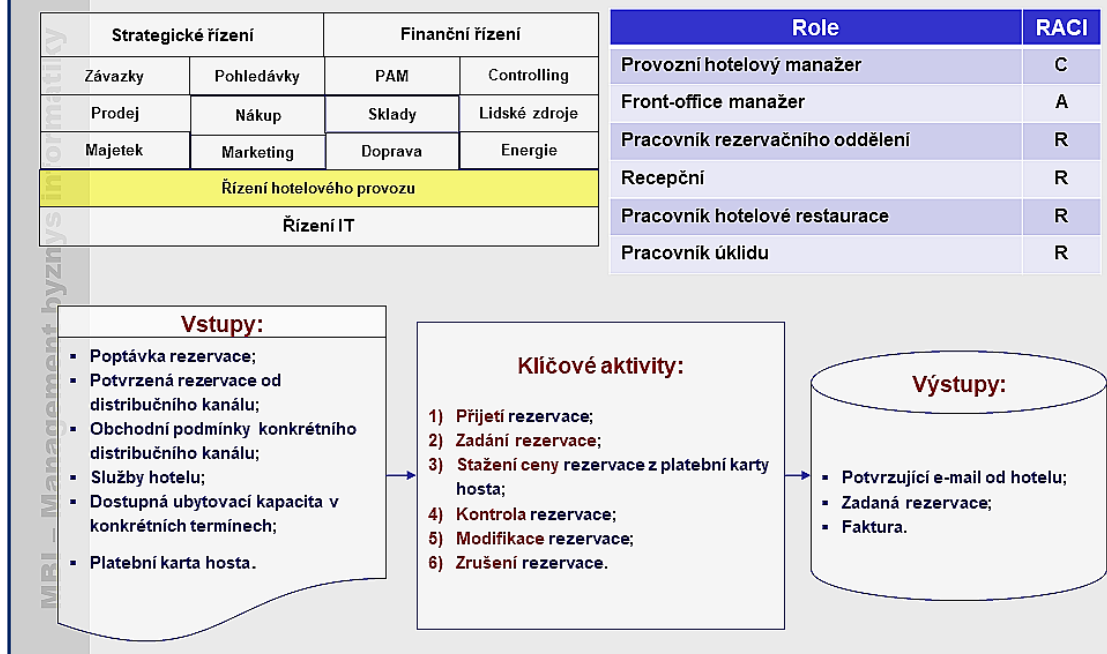 Strategické řízení
Finanční řízení
Závazky
Pohledávky
PAM
Controlling
Prodej
Nákup
Sklady
Lidské zdroje
Majetek
Marketing
Doprava
Energie
Řízení hotelového provozu
Řízení IT
Role RACI
Provozní hotelový manažer C
Front-office manažer A
Pracovník rezervačního oddělení R
Recepční R
Pracovník hotelové restaurace R
Pracovník úklidu R
MBI – Management byznys informatiky
Vstupy:
▪ Poptávka rezervace;
▪ Potvrzená rezervace od
distribučního kanálu;
▪ Obchodní podmínky konkrétního
distribučního kanálu;
▪ Služby hotelu;
▪ Dostupná ubytovací kapacita v
konkrétních termínech;
▪ Platební karta hosta.
Klíčové aktivity:
1) Přijetí rezervace;
2) Zadání rezervace;
3) Stažení ceny rezervace z platební karty
hosta;
4) Kontrola rezervace;
5) Modifikace rezervace;
6) Zrušení rezervace.
Výstupy:
▪ Potvrzující e-mail od hotelu;
▪ Zadaná rezervace;
▪ Faktura.